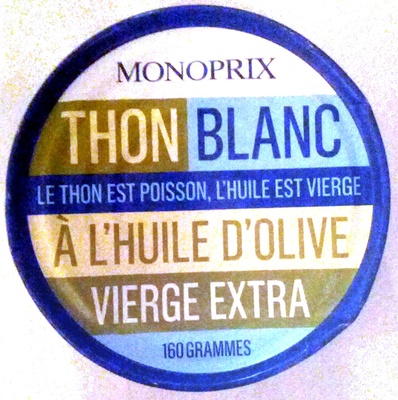 MONOPRIX
THON BLANC
LE THON EST POISSON, L'HUILE EST VIERGE
À L'HUILE D'OLIVE
VIERGE EXTRA
160 GRAMMES